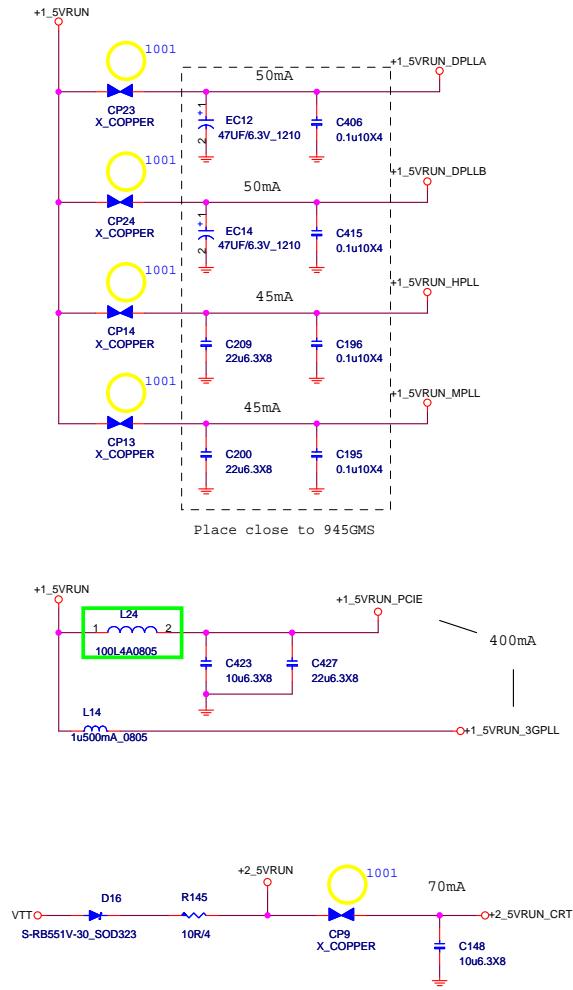 +1_5VRUN
1001
+1_5VRUN_DPLLA
50mA
CP23
X_COPPER
+
1
2
EC12
47UF/6.3V_1210
C406
0.1u10X4
1001
+1_5VRUN_DPLLB
50mA
CP24
X_COPPER
+
1
2
EC14
47UF/6.3V_1210
C415
0.1u10X4
1001
+1_5VRUN_HPLL
45mA
CP14
X_COPPER
C209
22u6.3X8
C196
0.1u10X4
1001
+1_5VRUN_MPLL
45mA
CP13
X_COPPER
C200
22u6.3X8
C195
0.1u10X4
Place close to 945GMS
+1_5VRUN
+1_5VRUN_PCIE
L24
1
2
100L4A0805
400mA
C423
10u6.3X8
C427
22u6.3X8
L14
1u500mA_0805
+1_5VRUN_3GPLL
+2_5VRUN
1001
70mA
D16
R145
VTT
+2_5VRUN_CRT
S-RB551V-30_SOD323
10R/4
CP9
X_COPPER
C148
10u6.3X8